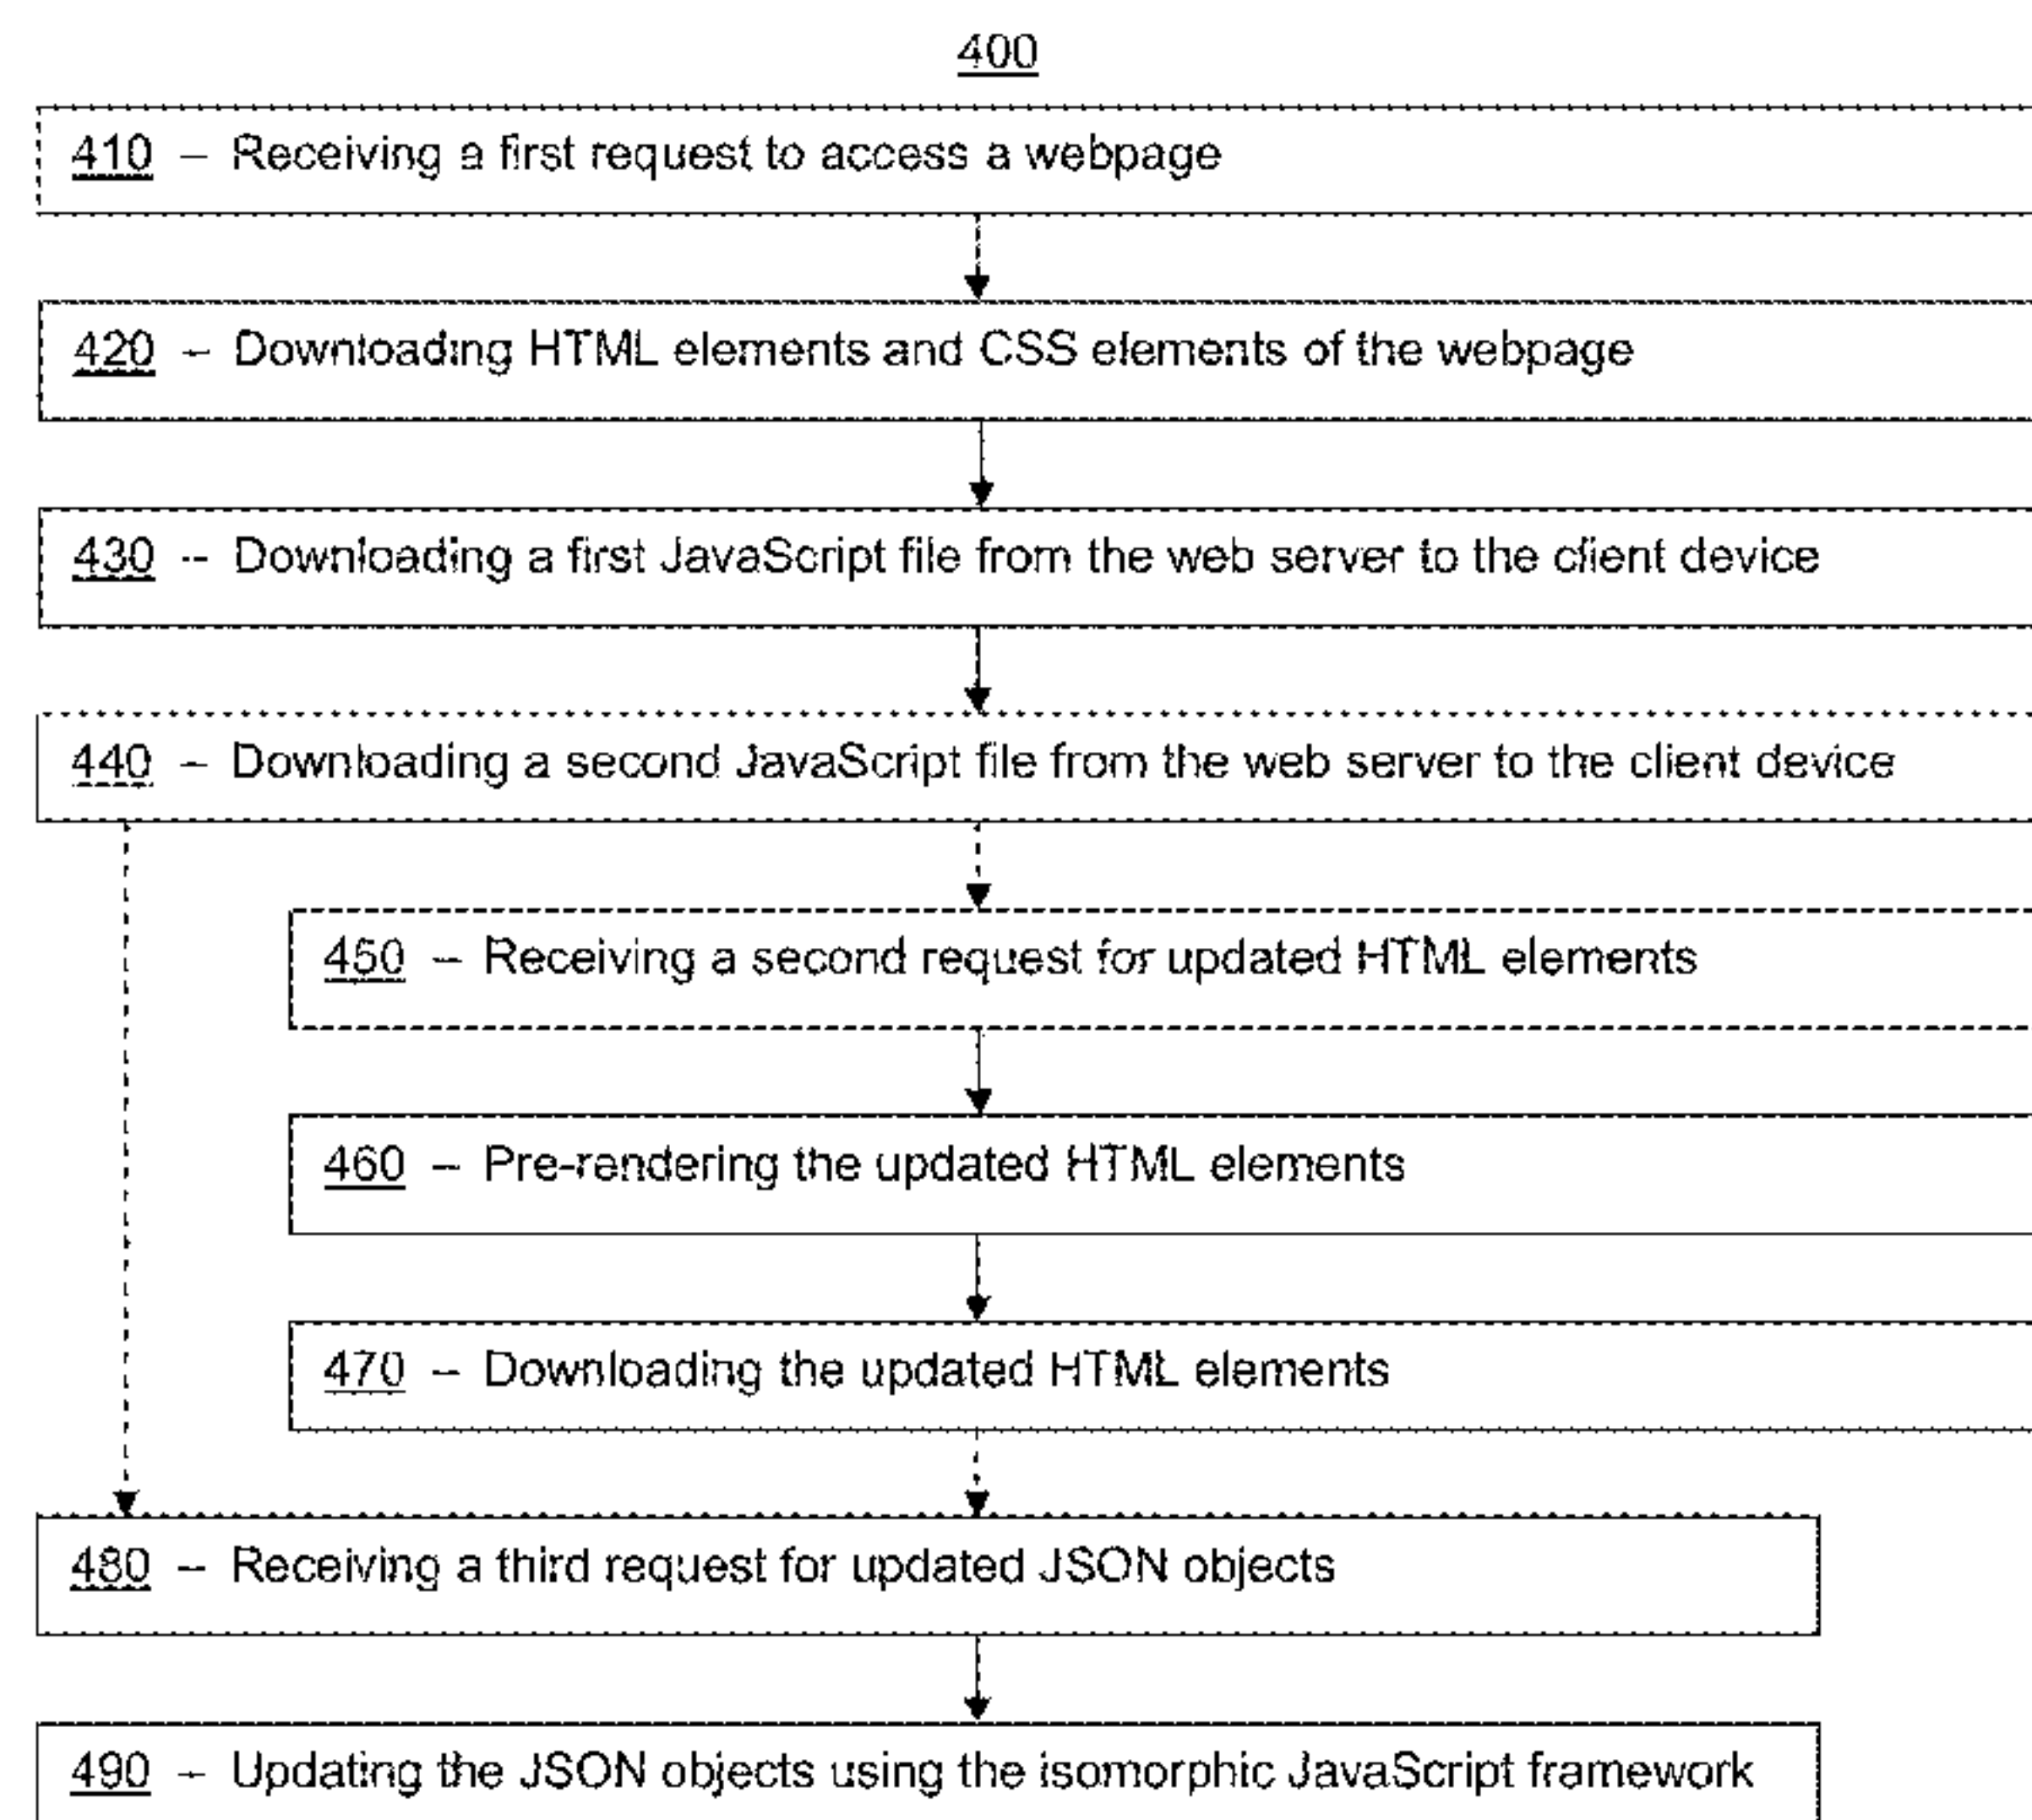 400
410 – Receiving a first request to access a webpage
420 – Downloading HTML elements and CSS elements of the webpage
430 – Downloading a first JavaScript file from the web server to the client device
440 – Downloading a second JavaScript file from the web server to the client device
450 – Receiving a second request for updated HTML elements
460 – Pre-rendering the updated HTML elements
470 – Downloading the updated HTML elements
480 – Receiving a third request for updated JSON objects
490 – Updating the JSON objects using the isomorphic JavaScript framework